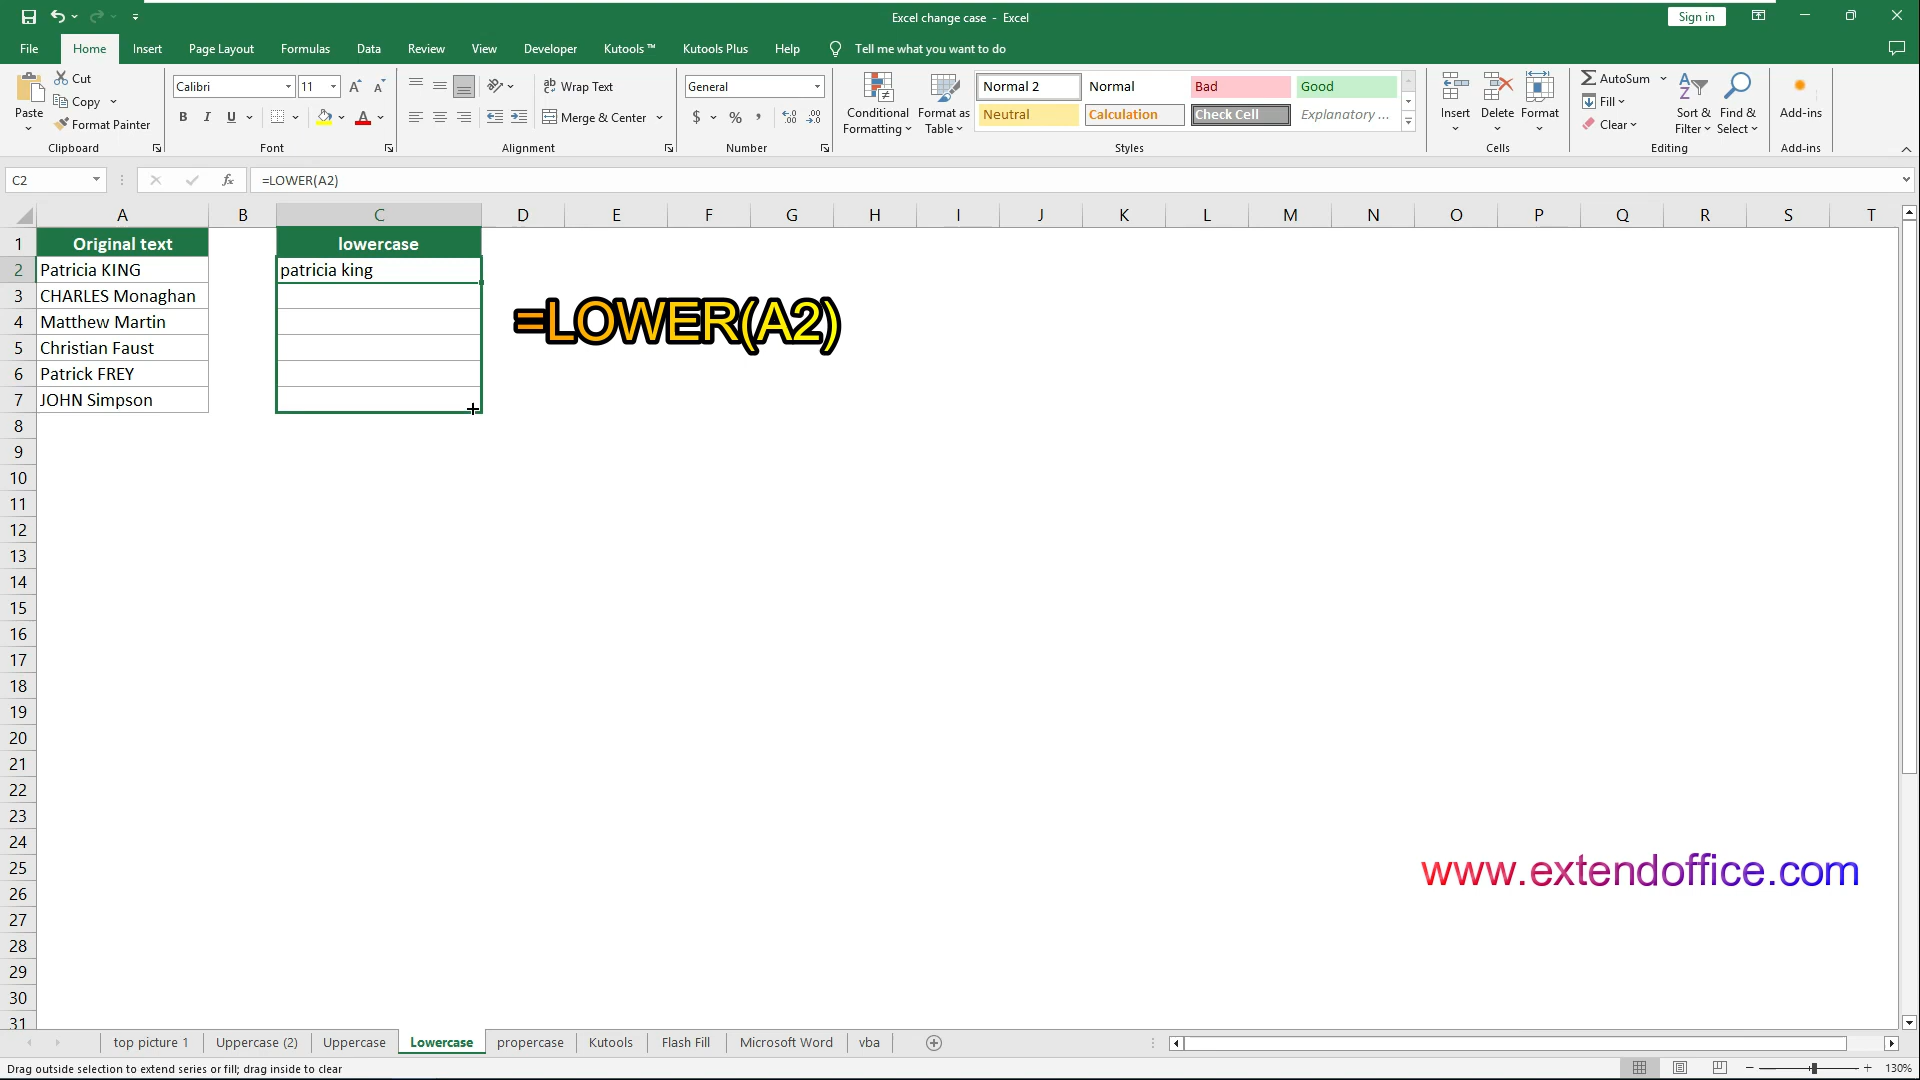 Excel change case - Excel
Sign in
File Home Insert Page Layout Formulas Data Review View Developer Kutools ™ Kutools Plus Help Tell me what you want to do
Paste
Cut
Copy
Format Painter
Clipboard
Calibri 11
B I U
Font
Wrap Text
Merge & Center
Alignment
General
$ % ,
Number
Conditional Formatting
Format as Table
Normal 2 Normal Bad Good
Neutral Calculation Check Cell Explanatory ...
Styles
Insert Delete Format
Cells
AutoSum
Fill
Clear
Sort & Filter
Find & Select
Editing
Add-ins
Add-ins
C2 fx =LOWER(A2)
A B C D E F G H I J K L M N O P Q R S T
1 Original text lowercase
2 Patricia KING patricia king
3 CHARLES Monaghan
4 Matthew Martin
5 Christian Faust
6 Patrick FREY
7 JOHN Simpson
=LOWER(A2)
8
9
10
11
12
13
14
15
16
17
18
19
20
21
22
23
24
25
26
27
28
29
30
31
www.extendoffice.com
top picture 1 Uppercase (2) Uppercase Lowercase propercase Kutools Flash Fill Microsoft Word vba
Drag outside selection to extend series or fill; drag inside to clear
130%